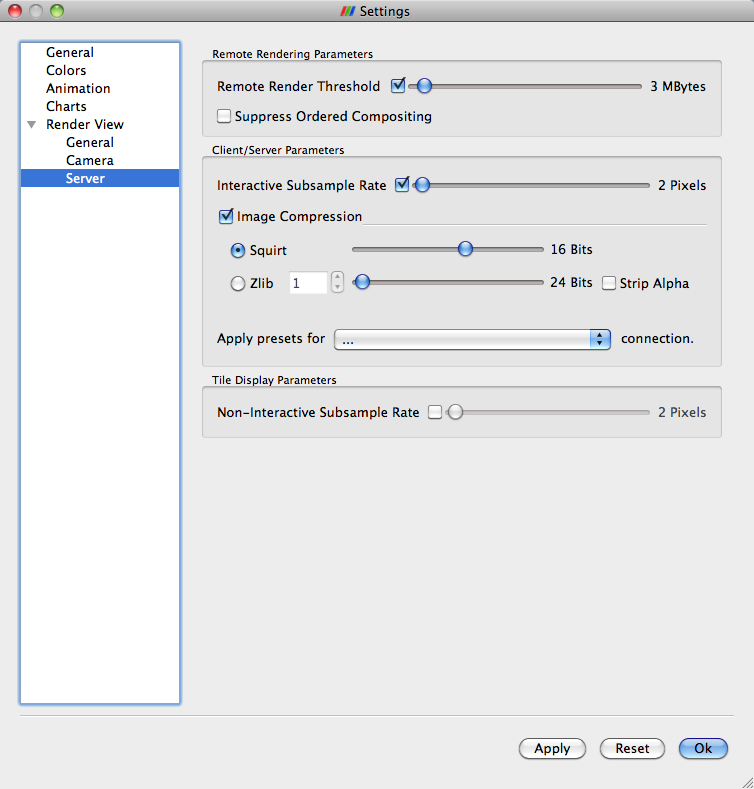 Settings
General
Colors
Animation
Charts
Render View
General
Camera
Server
Remote Rendering Parameters
Remote Render Threshold 3 MBytes
Suppress Ordered Compositing
Client/Server Parameters
Interactive Subsample Rate 2 Pixels
Image Compression
Squirt 16 Bits
Zlib 1 24 Bits Strip Alpha
Apply presets for ... connection.
Tile Display Parameters
Non-Interactive Subsample Rate 2 Pixels
Apply Reset Ok